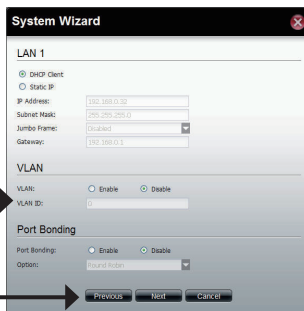 System Wizard
LAN 1
DHCP Client
Static IP
IP Address: 192.168.0.32
Subnet Mask: 255.255.255.0
Jumbo Frame: Disabled
Gateway: 192.168.0.1
VLAN
VLAN: Enable Disable
VLAN ID: 0
Port Bonding
Port Bonding: Enable Disable
Option: Round Robin
Previous Next Cancel